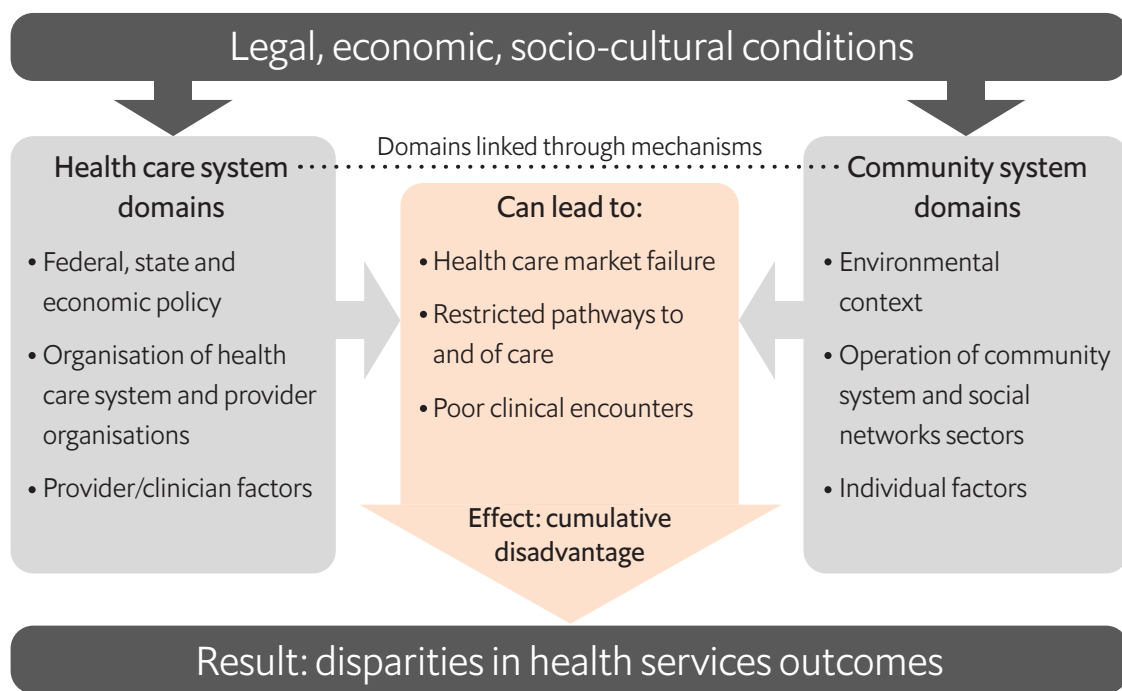 Legal, economic, socio-cultural conditions
Domains linked through mechanisms
Health care system
domains
• Federal, state and
economic policy
• Organisation of health
care system and provider
organisations
• Provider/clinician factors
Can lead to:
• Health care market failure
• Restricted pathways to
and of care
• Poor clinical encounters
Effect: cumulative
disadvantage
Community system
domains
• Environmental
context
• Operation of community
system and social
networks sectors
• Individual factors
Result: disparities in health services outcomes